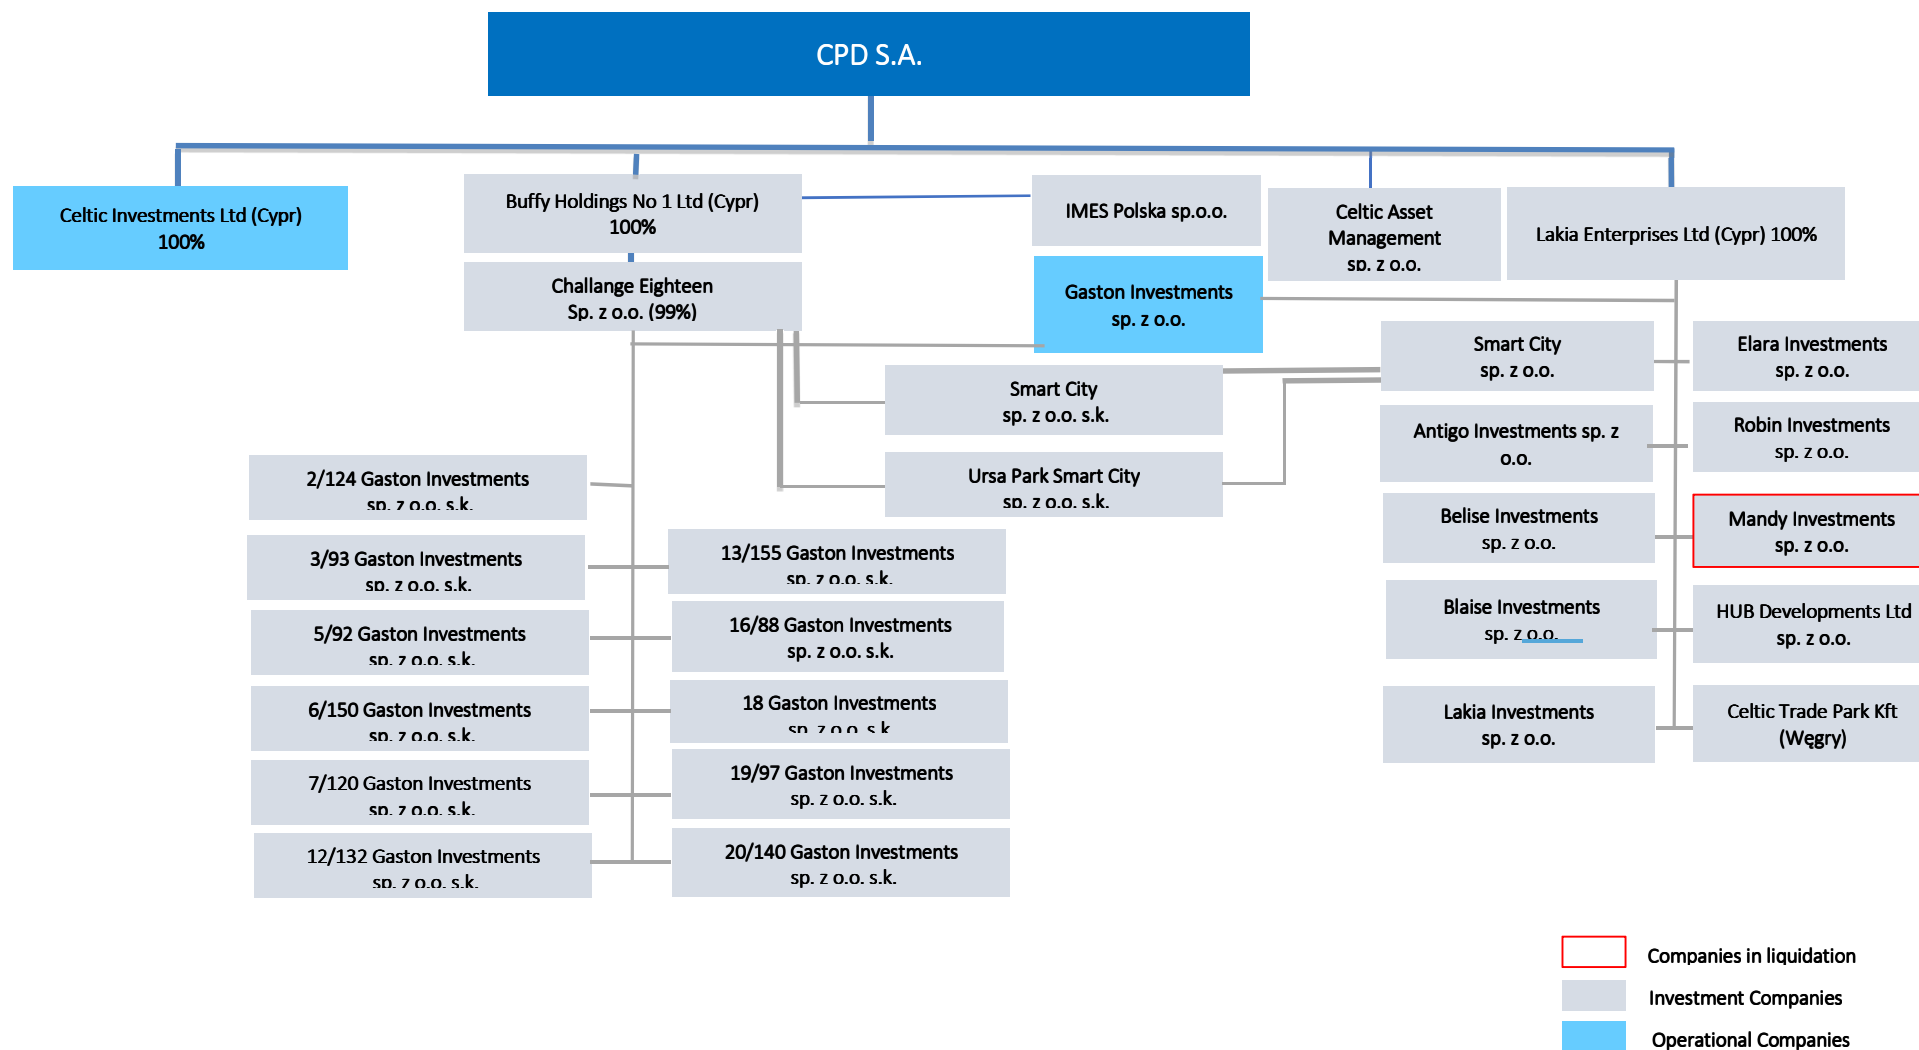 CPD S.A.
Celtic Investments Ltd (Cypr)
100%
Buffy Holdings No 1 Ltd (Cypr)
100%
IMES Polska sp.o.o.
Celtic Asset
Management
sp. z o.o.
Lakia Enterprises Ltd (Cypr) 100%
Challange Eighteen
Sp. z o.o. (99%)
Gaston Investments
sp. z o.o.
Smart City
sp. z o.o. s.k.
Ursa Park Smart City
sp. z o.o. s.k.
Smart City
sp. z o.o.
Elara Investments
sp. z o.o.
Antigo Investments sp. z
o.o.
Robin Investments
sp. z o.o.
Belise Investments
sp. z o.o.
Mandy Investments
sp. z o.o.
Blaise Investments
sp. z o.o.
HUB Developments Ltd
sp. z o.o.
Lakia Investments
sp. z o.o.
Celtic Trade Park Kft
(Węgry)
2/124 Gaston Investments
sp. z o.o. s.k.
3/93 Gaston Investments
sp. z o.o. s.k.
13/155 Gaston Investments
sp. z o.o. s.k.
5/92 Gaston Investments
sp. z o.o. s.k.
16/88 Gaston Investments
sp. z o.o. s.k.
6/150 Gaston Investments
sp. z o.o. s.k.
18 Gaston Investments
sp. z o.o. s.k
7/120 Gaston Investments
sp. z o.o. s.k.
19/97 Gaston Investments
sp. z o.o. s.k.
12/132 Gaston Investments
sp. z o.o. s.k.
20/140 Gaston Investments
sp. z o.o. s.k.
Companies in liquidation
Investment Companies
Operational Companies